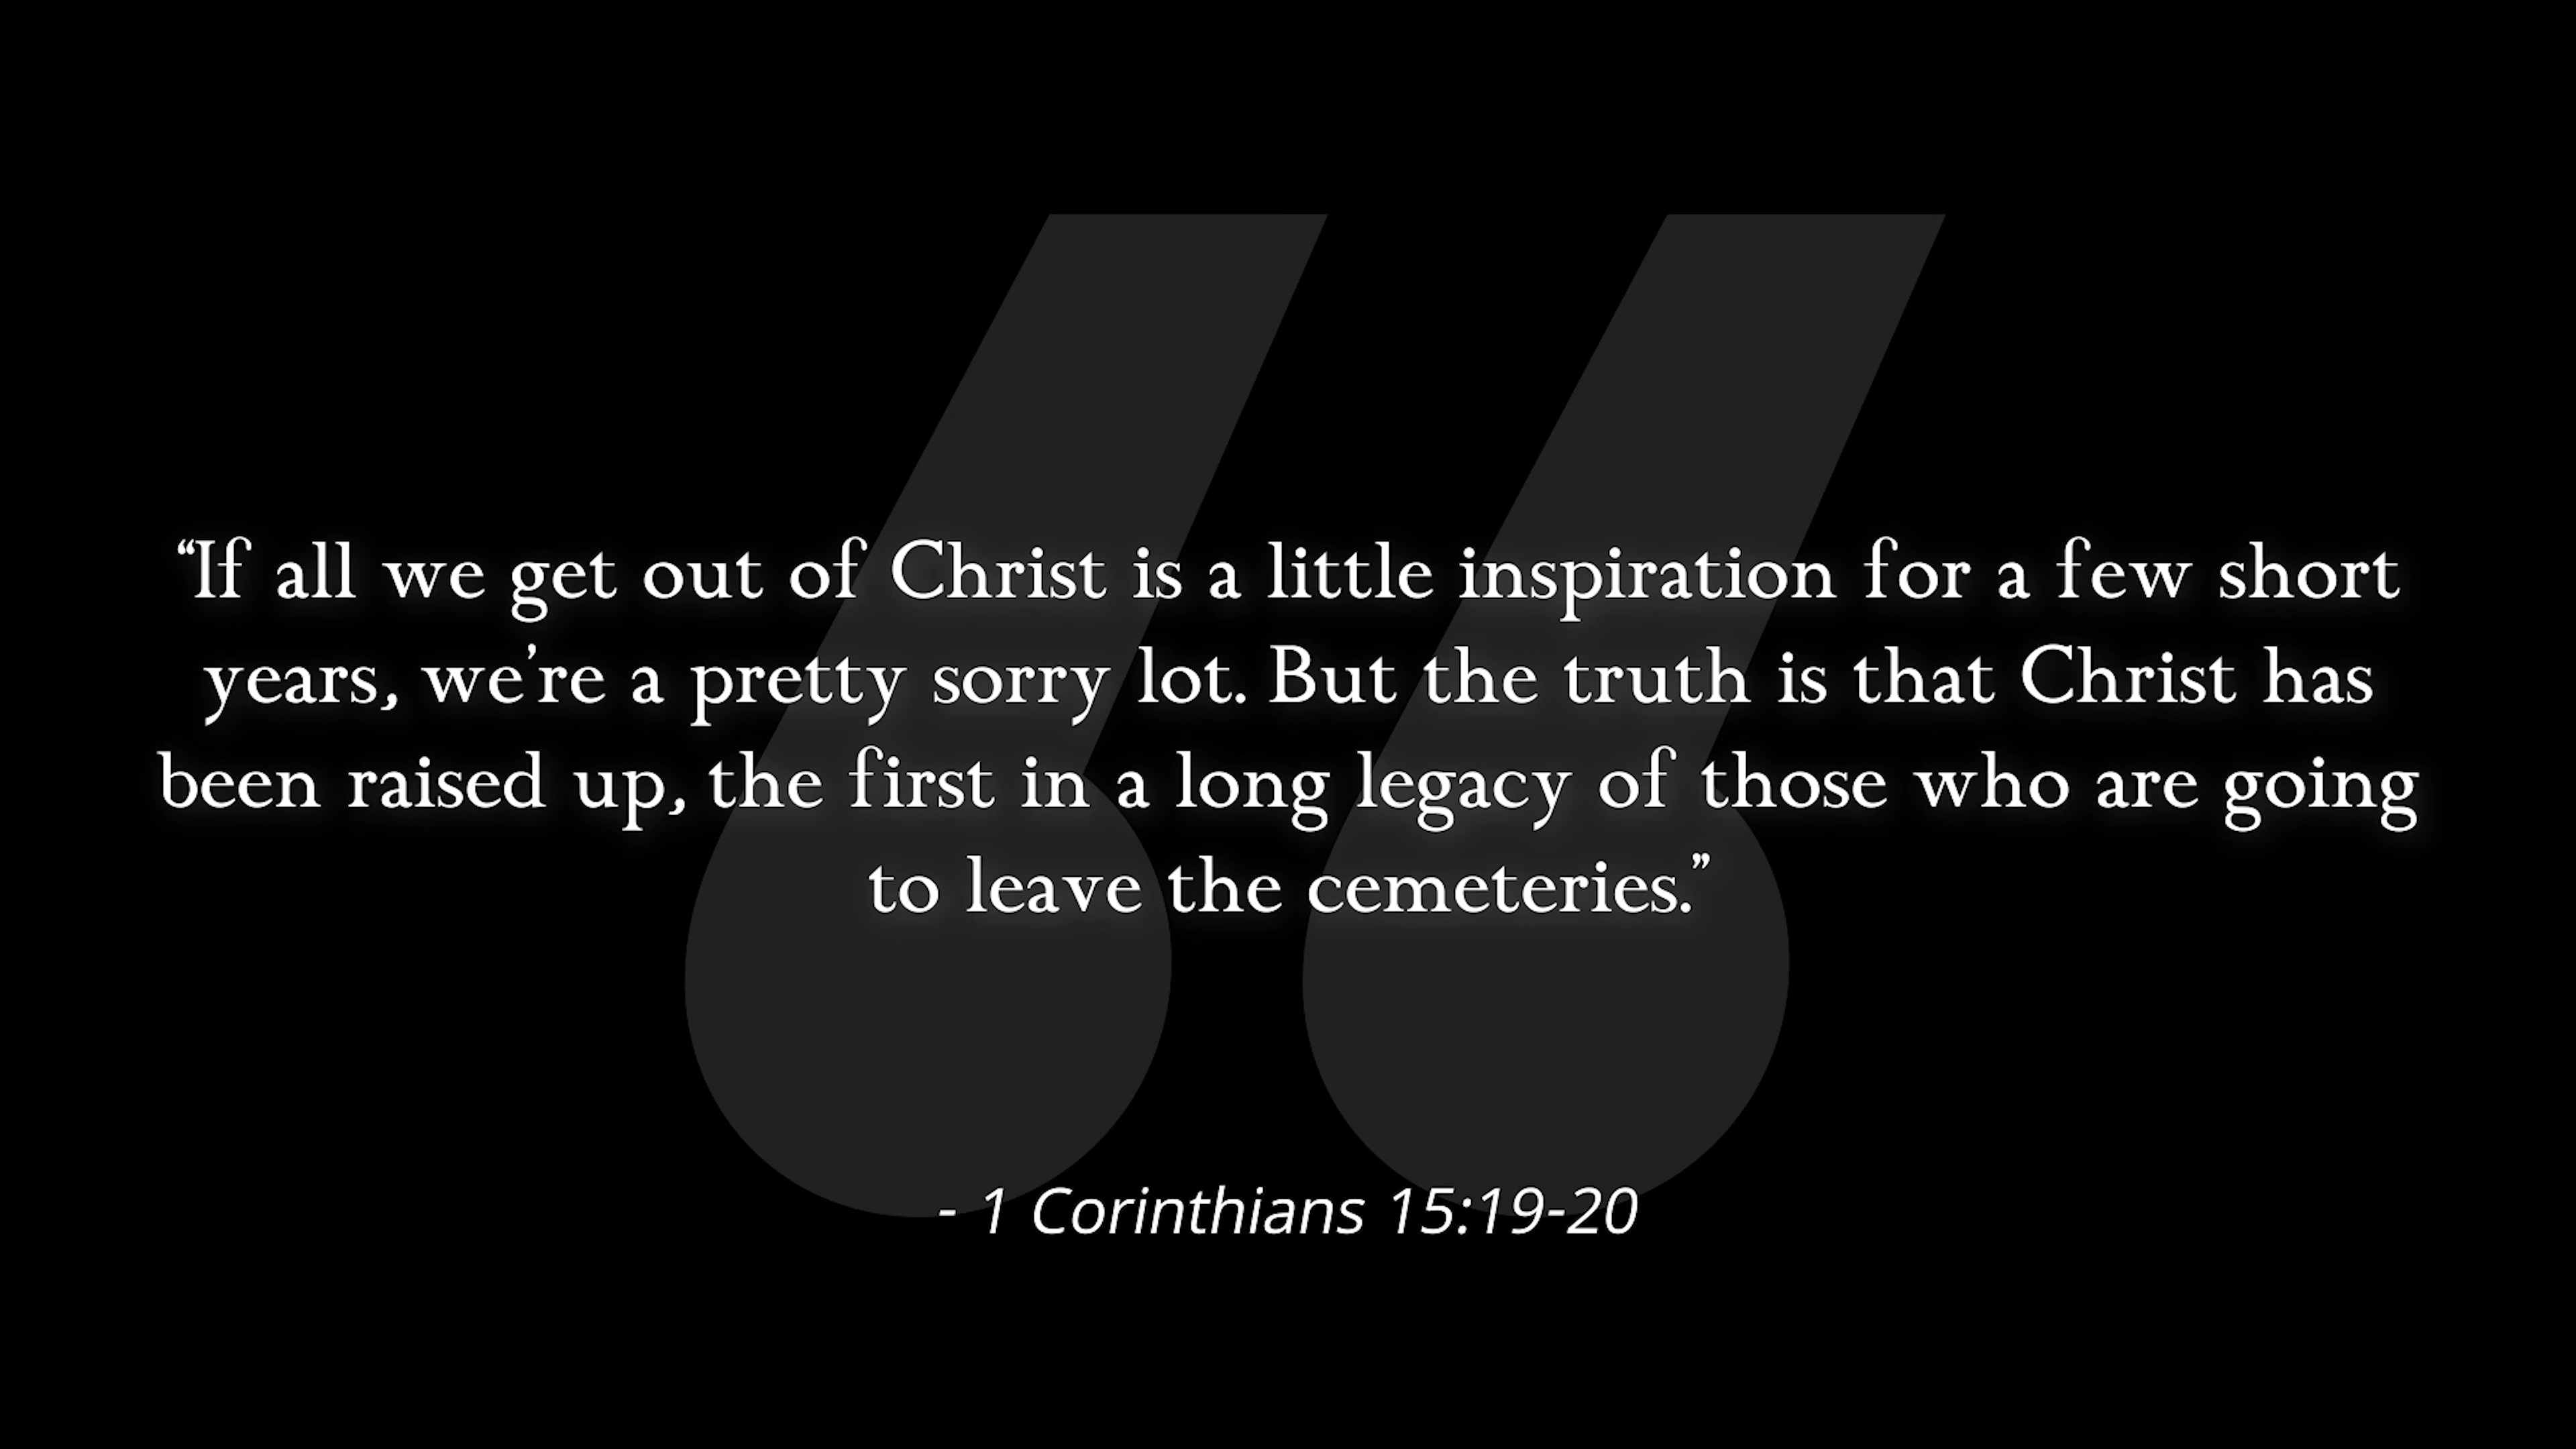 “If all we get out of Christ is a little inspiration for a few short
years, we’re a pretty sorry lot. But the truth is that Christ has
been raised up, the first in a long legacy of those who are going
to leave the cemeteries.”
- 1 Corinthians 15:19-20